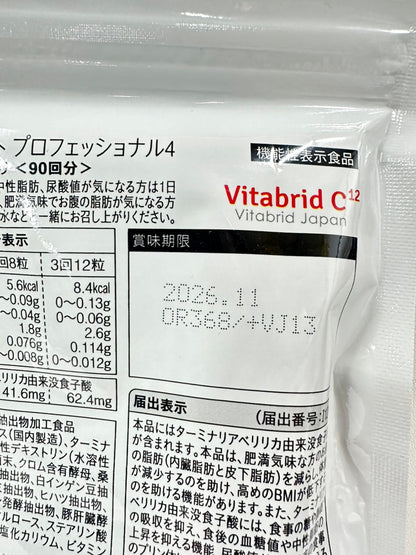 ト プロフェッショナル4
<90回分>
機能性表示食品
中性脂肪、尿酸値が気になる方は1日
、肥満気味でお腹の脂肪が気になる方
水などと一緒にお召し上がりください。
Vitabrid C12
Vitabrid Japan
表示
賞味期限
回8粒 3回12粒
5.6kcal 8.4kcal
~0.09g 0~0.13g
~0.04g 0~0.06g
1.8g 2.6g
0.076g 0.114g
~0.008g 0~0.012g
2026.11
OR368/+VJ13
ベリリカ由来没食子酸
41.6mg 62.4mg
届出表示
(届出番号:
抽出物加工食品
ス(国内製造)、ターミナ
性デキストリン(水溶性
末、クロム含有酵母、桑
抽出物、白インゲン豆抽
抽出物、ヒハツ抽出物、
発酵抽出物、豚肝臓酵
ルロース、ステアリン酸
塩化カリウム、ビタミン
本品にはターミナリアベリリカ由来没食子
が含まれます。本品は、肥満気味な方の
の脂肪(内臓脂肪と皮下脂肪)を減らし
が減少するのを助け、高めのBMIが低
のを助ける機能があります。また、ター
アベリリカ由来没食子酸には、食事の
の吸収を抑え、食後の血糖値や中性
上昇を抑える機能、尿酸値